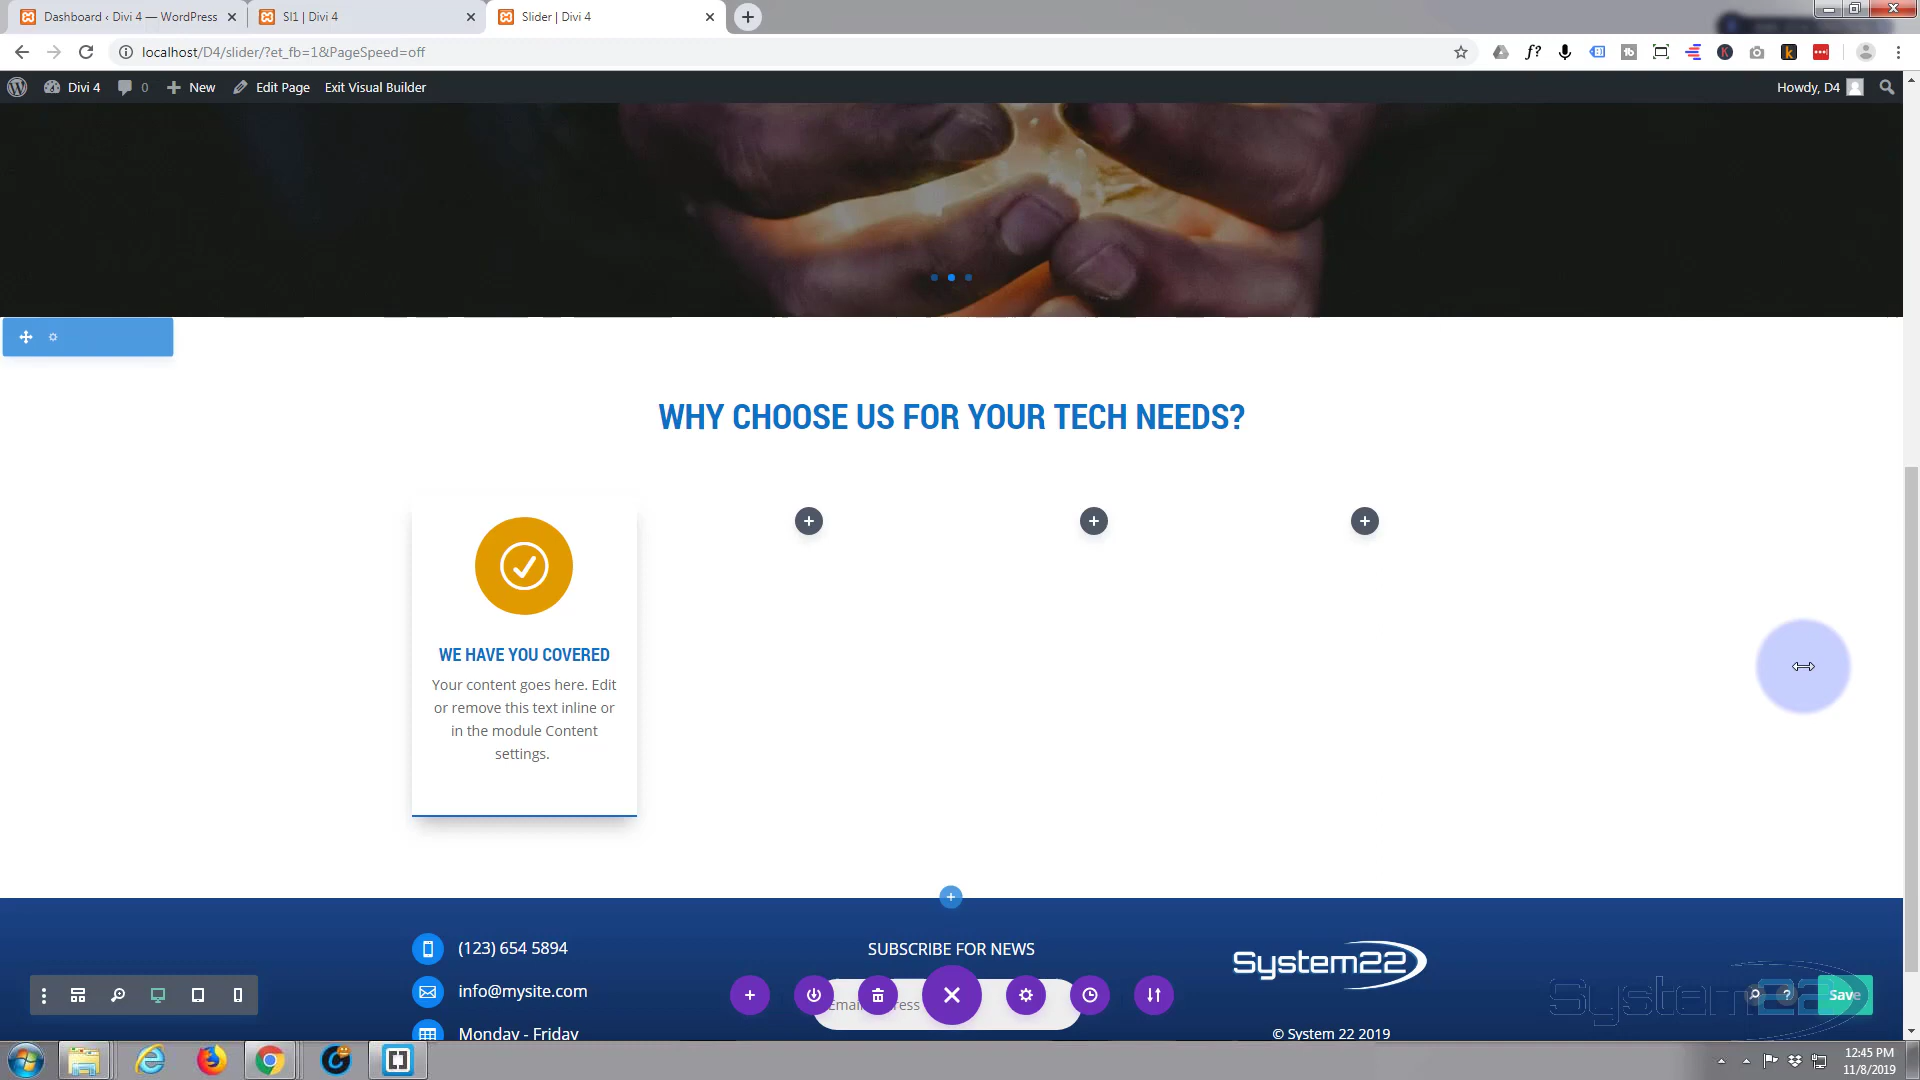 Dashboard ‹ Divi 4 — WordPress
Sl1 | Divi 4
Slider | Divi 4
localhost/D4/slider/?et_fb=1&PageSpeed=off
Divi 4
0
New
Edit Page
Exit Visual Builder
Howdy, D4
WHY CHOOSE US FOR YOUR TECH NEEDS?
WE HAVE YOU COVERED
Your content goes here. Edit
or remove this text inline or
in the module Content
settings.
(123) 654 5894
info@mysite.com
Monday - Friday
SUBSCRIBE FOR NEWS
Email Address
System22
© System 22 2019
System22
Save
12:45 PM
11/8/2019